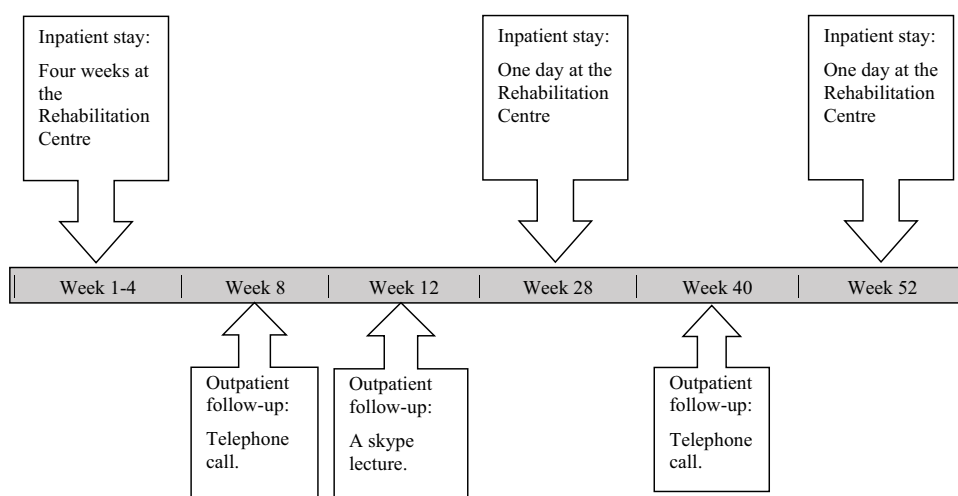 Inpatient stay:
Four weeks at
the
Rehabilitation
Centre
Inpatient stay:
One day at the
Rehabilitation
Centre
Inpatient stay:
One day at the
Rehabilitation
Centre
Week 1-4
Week 8
Week 12
Week 28
Week 40
Week 52
Outpatient
follow-up:
Telephone
call.
Outpatient
follow-up:
A skype
lecture.
Outpatient
follow-up:
Telephone
call.